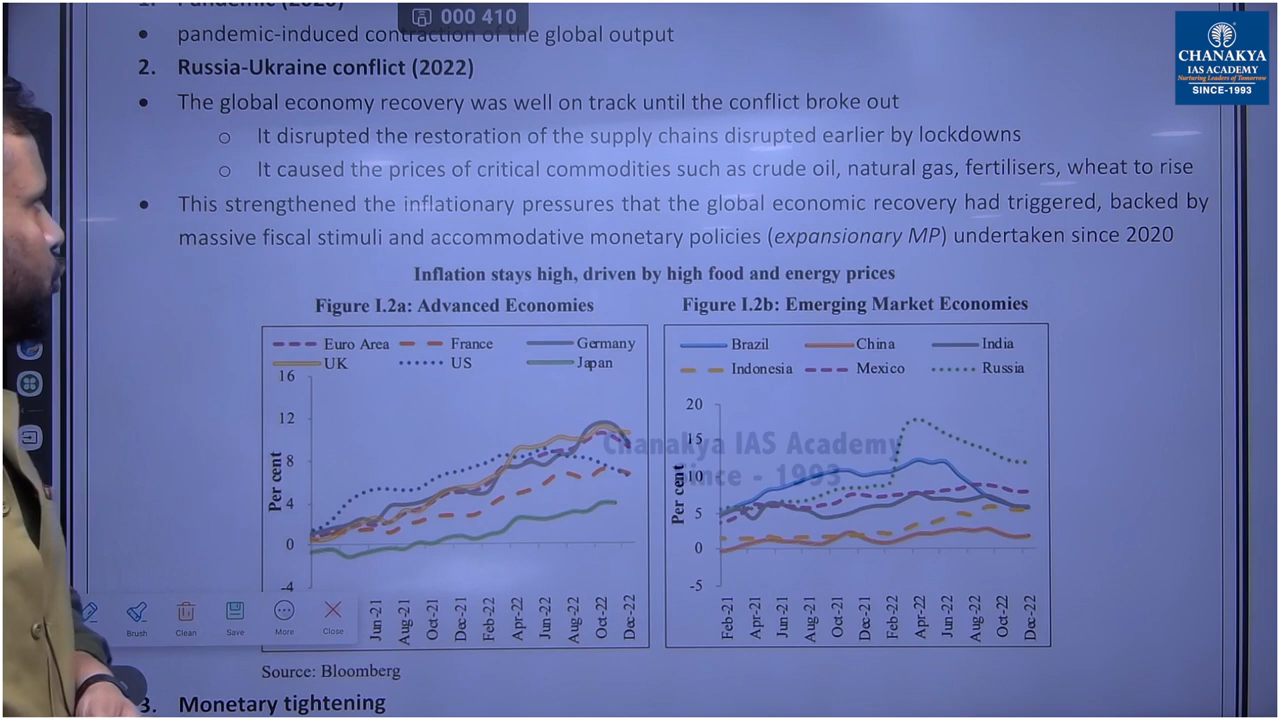 1. Pandemic (2020)
000 410
• pandemic-induced contraction of the global output
2. Russia-Ukraine conflict (2022)
• The global economy recovery was well on track until the conflict broke out
○ It disrupted the restoration of the supply chains disrupted earlier by lockdowns
○ It caused the prices of critical commodities such as crude oil, natural gas, fertilisers, wheat to rise
• This strengthened the inflationary pressures that the global economic recovery had triggered, backed by
massive fiscal stimuli and accommodative monetary policies (expansionary MP) undertaken since 2020
CHANAKYA
IAS ACADEMY
Nurturing Leaders of Tomorrow
SINCE-1993
Inflation stays high, driven by high food and energy prices
Figure I.2a: Advanced Economies
Euro Area France Germany
UK US Japan
16
12
8
4
0
-4
Per cent
Jun-21 Aug-21 Oct-21 Dec-21 Feb-22 Apr-22 Jun-22 Aug-22 Oct-22 Dec-22
Figure I.2b: Emerging Market Economies
Brazil China India
Indonesia Mexico Russia
20
15
10
5
0
-5
Per cent
Feb-21 Apr-21 Jun-21 Aug-21 Oct-21 Dec-21 Feb-22 Apr-22 Jun-22 Aug-22 Oct-22 Dec-22
Chanakya IAS Academy
Since - 1993
Brush Clean Save More Close
Source: Bloomberg
3. Monetary tightening